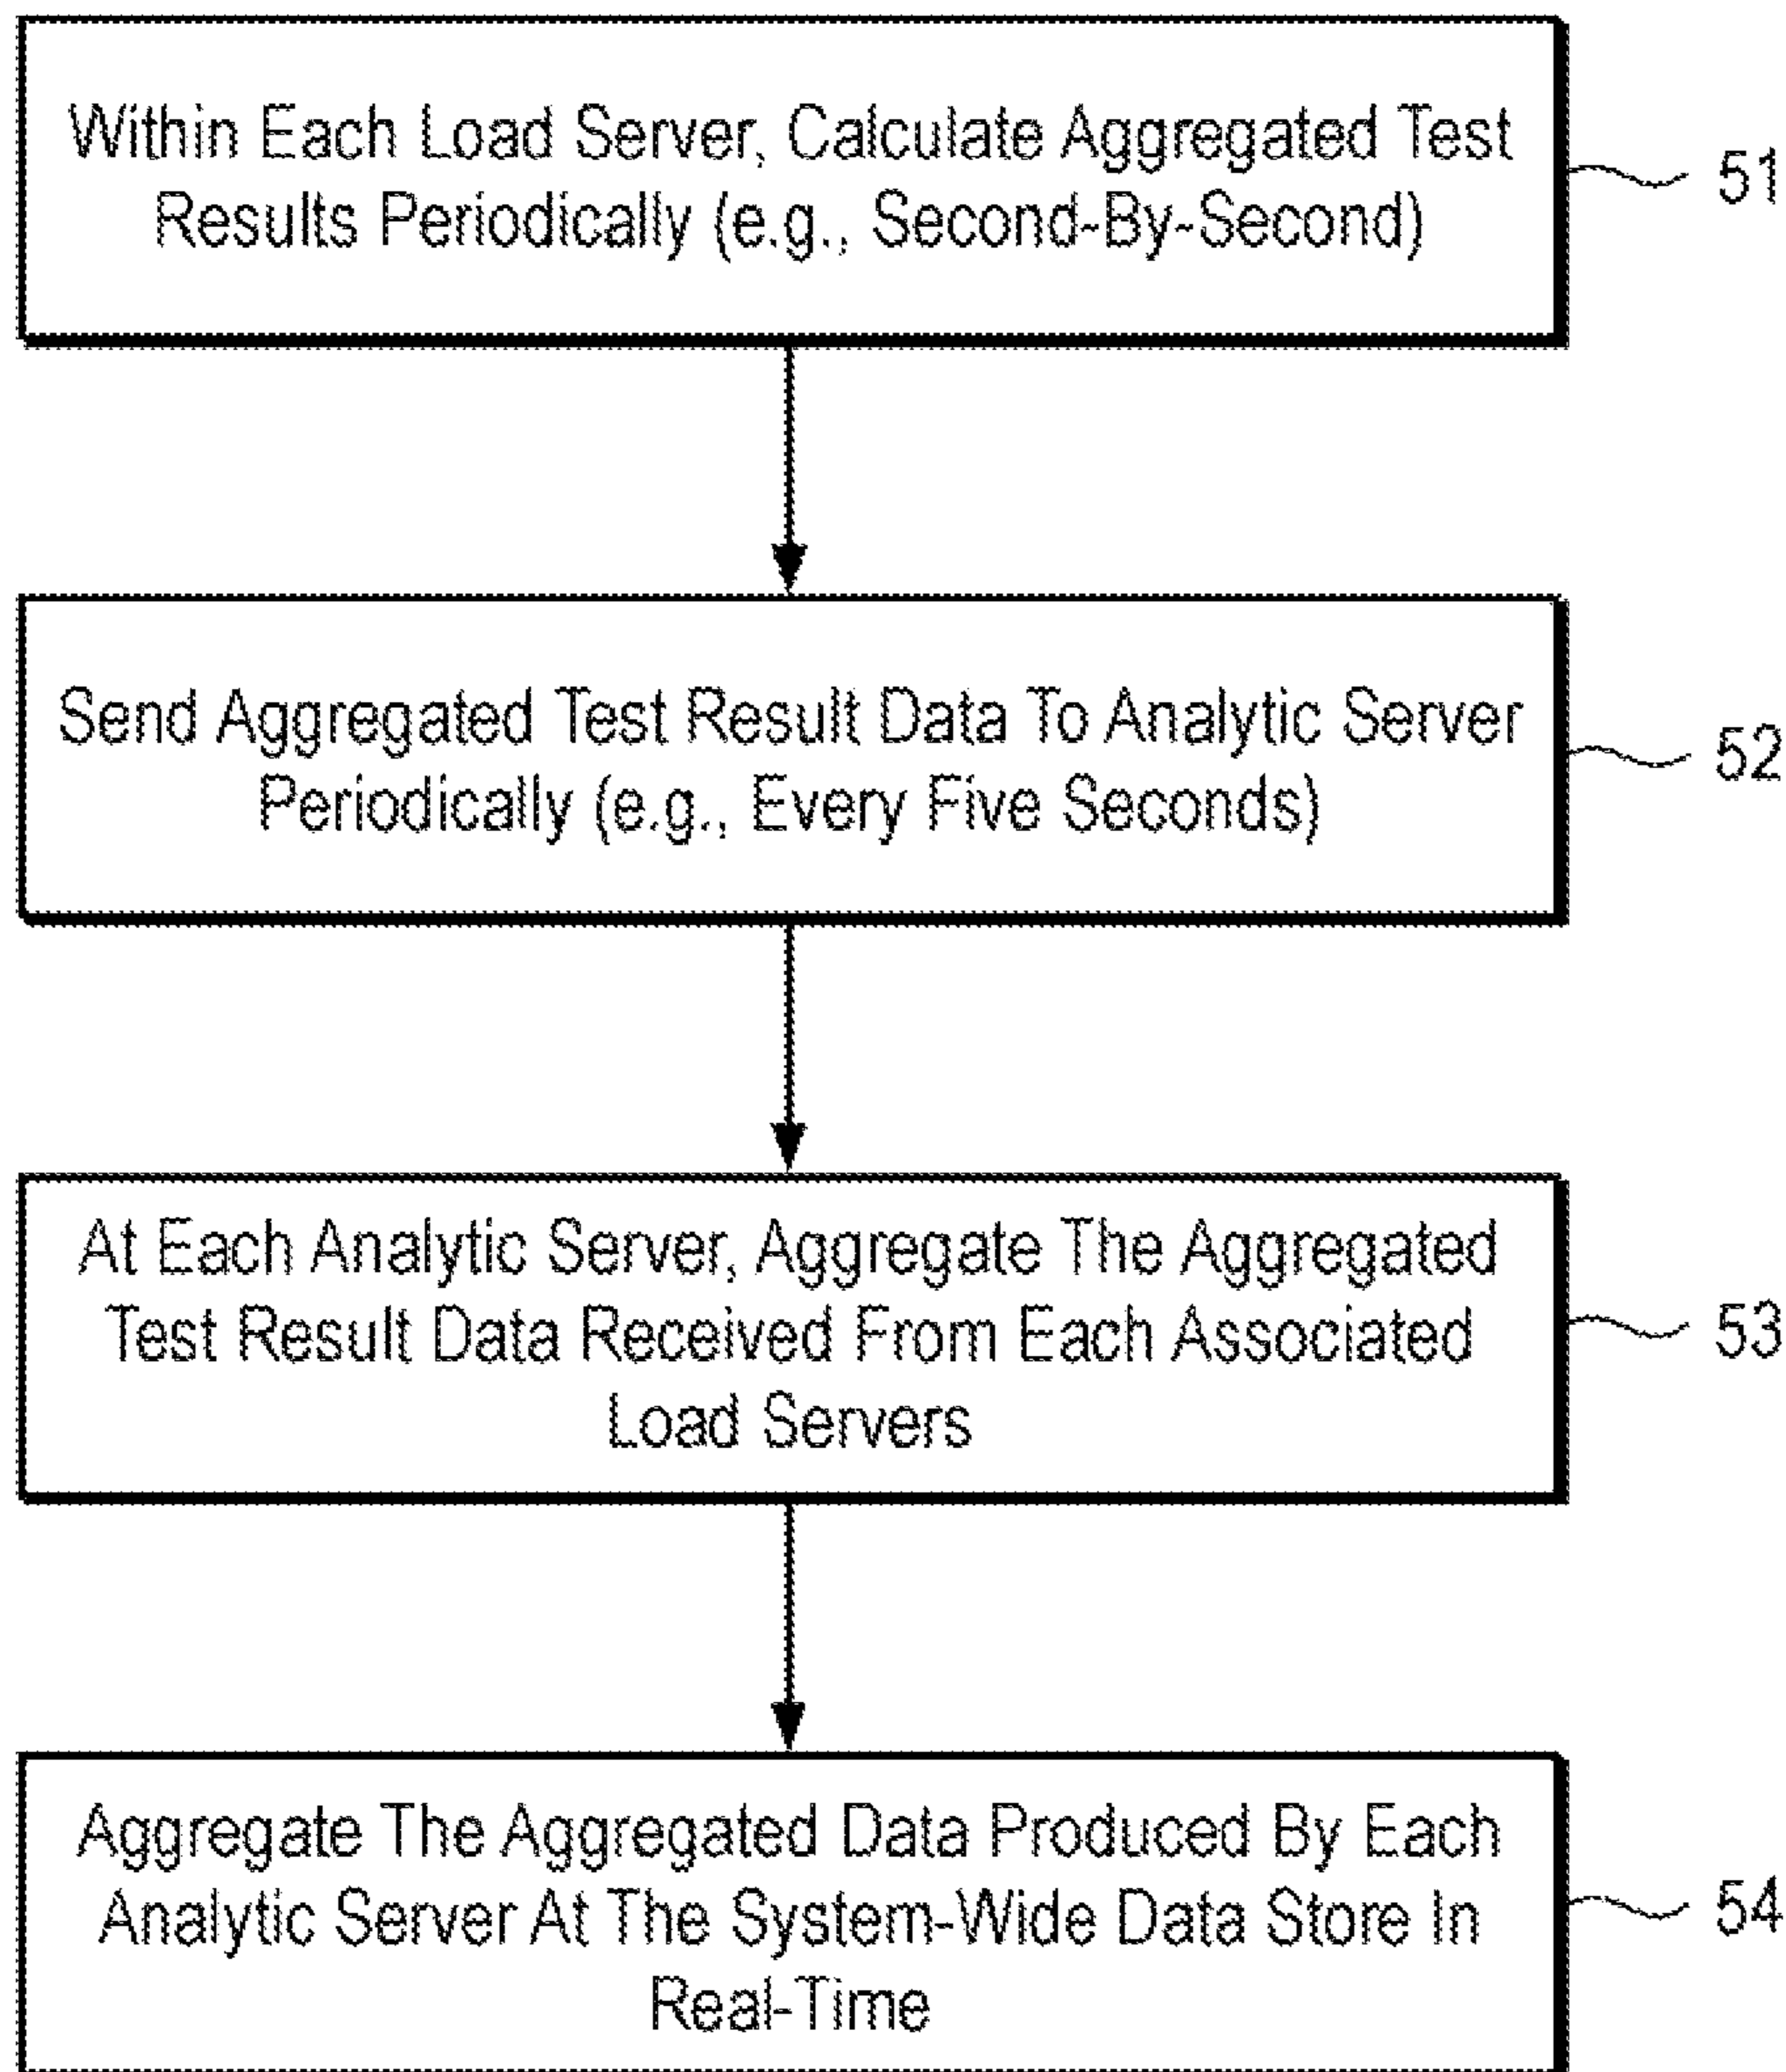 Within Each Load Server, Calculate Aggregated Test
Results Periodically (e.g., Second-By-Second)
51
Send Aggregated Test Result Data To Analytic Server
Periodically (e.g., Every Five Seconds)
52
At Each Analytic Server, Aggregate The Aggregated
Test Result Data Received From Each Associated
Load Servers
53
Aggregate The Aggregated Data Produced By Each
Analytic Server At The System-Wide Data Store In
Real-Time
54